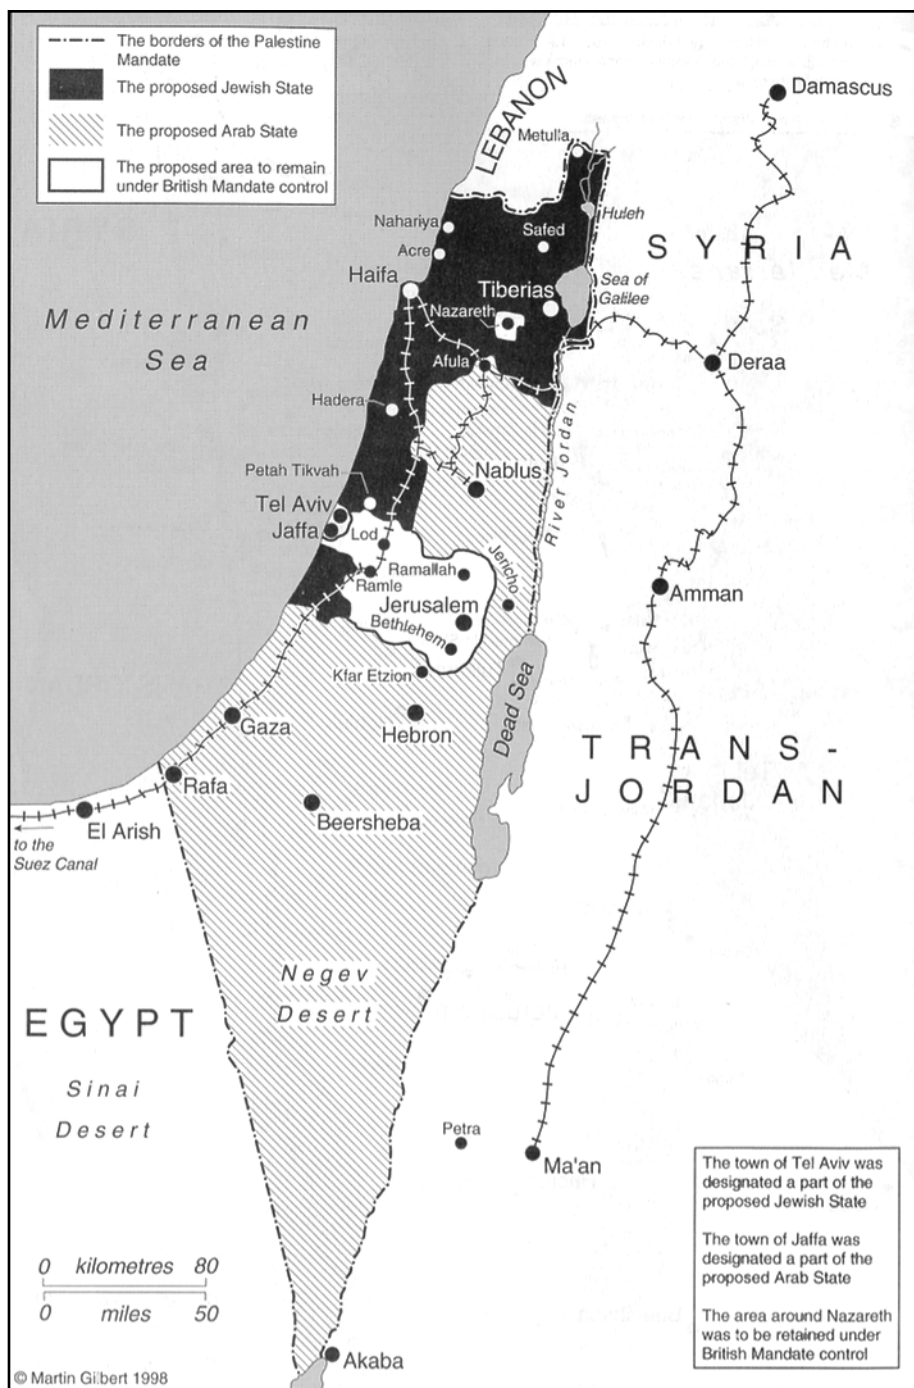 The borders of the Palestine
Mandate
The proposed Jewish State
The proposed Arab State
The proposed area to remain
under British Mandate control
LEBANON
Damascus
Metulla
Huleh
Nahariya
Safed
SYRIA
Acre
Haifa
Sea of
Galilee
Tiberias
Nazareth
Mediterranean
Sea
Afula
Deraa
Hadera
River Jordan
Petah Tikvah
Nablus
Tel Aviv
Jaffa
Lod
Jericho
Ramallah
Ramle
Amman
Jerusalem
Bethlehem
Kfar Etzion
Dead Sea
Gaza
Hebron
TRANS-
JORDAN
Rafa
El Arish
Beersheba
to the
Suez Canal
Negev
Desert
EGYPT
Sinai
Desert
Petra
Ma'an
The town of Tel Aviv was
designated a part of the
proposed Jewish State
The town of Jaffa was
designated a part of the
proposed Arab State
The area around Nazareth
was to be retained under
British Mandate control
0 kilometres 80
0 miles 50
Akaba
© Martin Gilbert 1998